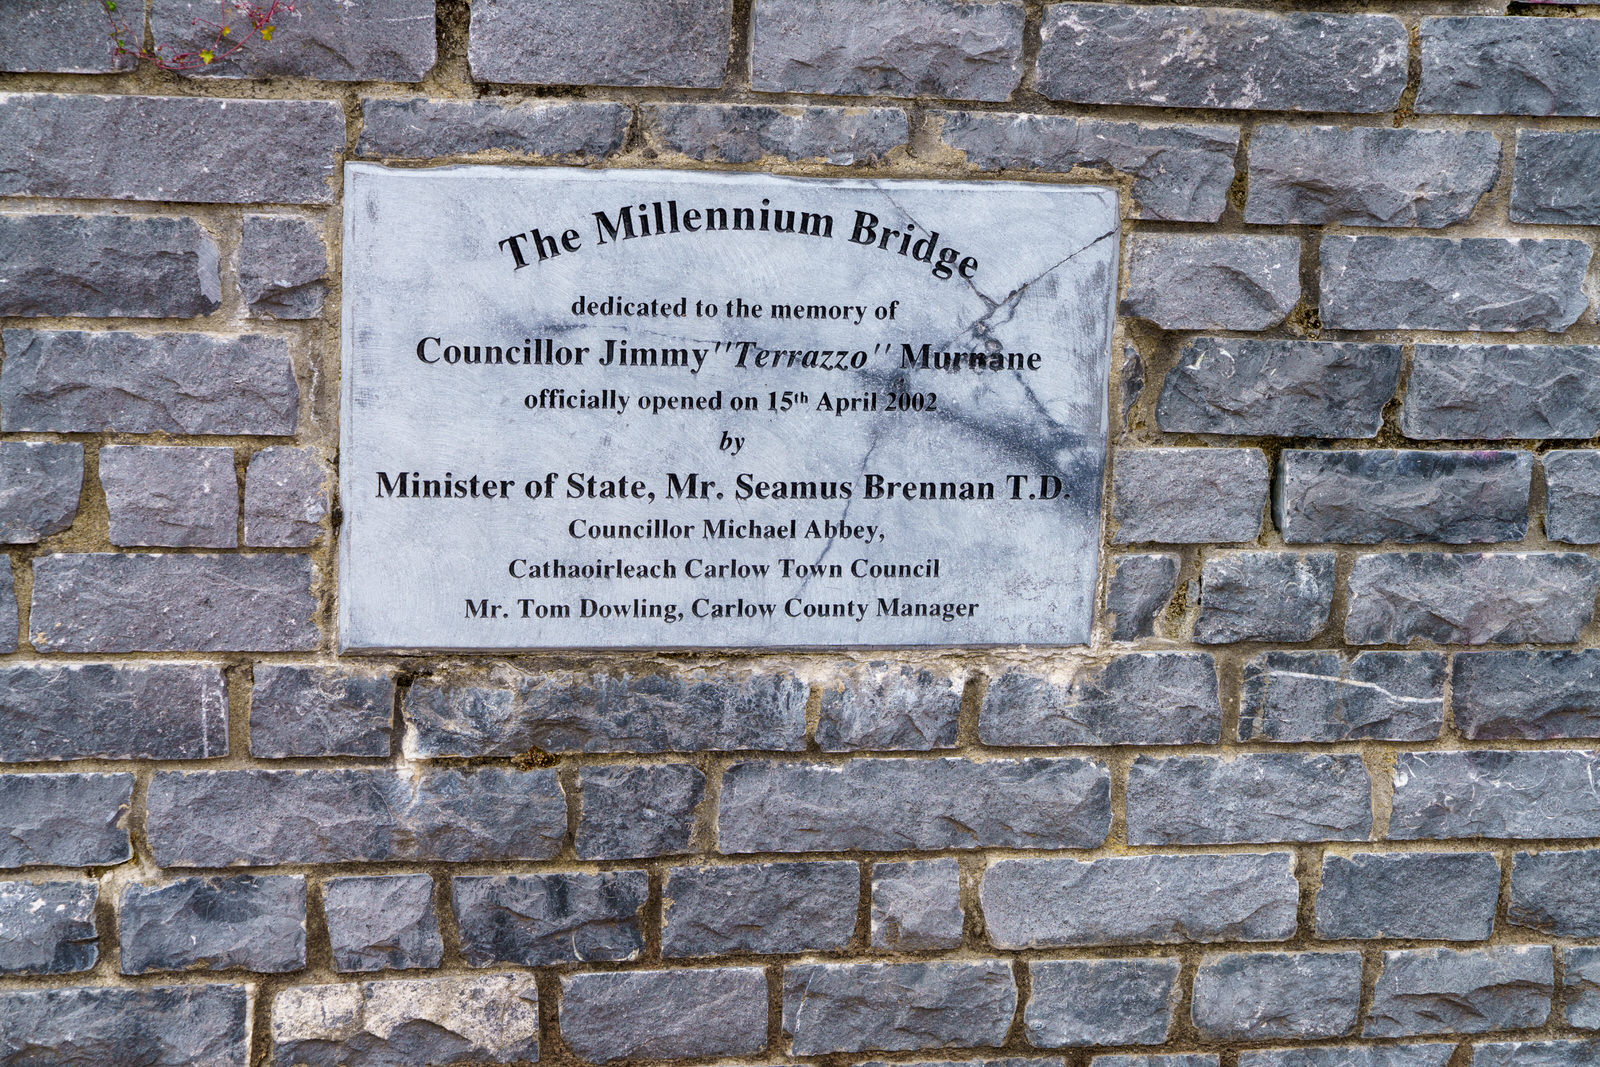 The Millennium Bridge
dedicated to the memory of
Councillor Jimmy "Terrazzo" Murnane
officially opened on 15th April 2002
by
Minister of State, Mr. Seamus Brennan T.D.
Councillor Michael Abbey,
Cathaoirleach Carlow Town Council
Mr. Tom Dowling, Carlow County Manager